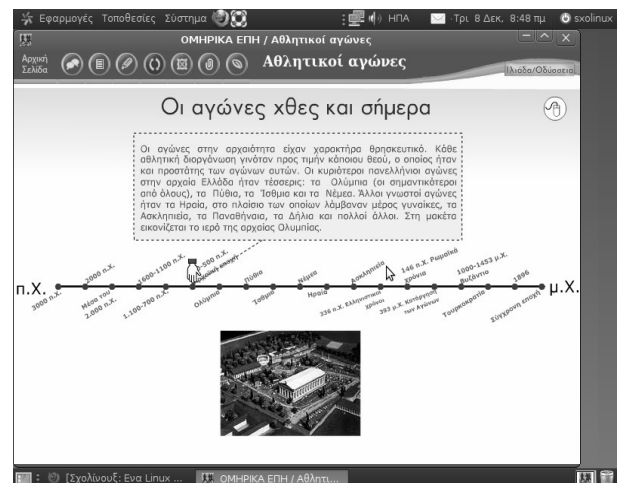 Εφαρμογές Τοποθεσίες Σύστημα ΗΠΑ Τρι 8 Δεκ, 8:48 πμ sxolinux
ΟΜΗΡΙΚΑ ΕΠΗ / Αθλητικοί αγώνες
Αρχική Σελίδα
Αθλητικοί αγώνες
Ιλιάδα/Οδύσσεια
Οι αγώνες χθες και σήμερα
Οι αγώνες στην αρχαιότητα είχαν χαρακτήρα θρησκευτικό. Κάθε
αθλητική διοργάνωση γινόταν προς τιμήν κάποιου θεού, ο οποίος ήταν
και προστάτης των αγώνων αυτών. Οι κυριότεροι πανελλήνιοι αγώνες
στην αρχαία Ελλάδα ήταν τέσσερις: τα Ολύμπια (οι σημαντικότεροι
από όλους), τα Πύθια, τα Ίσθμια και τα Νέμεα. Άλλοι γνωστοί αγώνες
ήταν τα Ηραία, στο πλαίσιο των οποίων λάμβαναν μέρος γυναίκες, τα
Ασκληπιεία, τα Παναθήναια, τα Δήλια και πολλοί άλλοι. Στη μακέτα
εικονίζεται το ιερό της αρχαίας Ολυμπίας.
π.Χ.
3000 π.Χ.
2000 π.Χ.
Μέσα του
2.000 π.Χ.
1600-1100 π.Χ.
1.100-700 π.Χ.
-500 π.Χ.
εποχή
Ολύμπια
Πύθια
Ίσθμια
Νέμεα
Ηραία
Ασκληπιεία
336 π.Χ. Ελληνιστικοί
χρόνοι
146 π.Χ. Ρωμαϊκά
χρόνια
393 μ.Χ. Κατάργηση
των Αγώνων
1000-1453 μ.Χ.
Βυζάντιο
Τουρκοκρατία
1896
Σύγχρονη εποχή
μ.Χ.
[Σχολίνουξ: Ενα Linux ...
ΟΜΗΡΙΚΑ ΕΠΗ / Αθλητι...